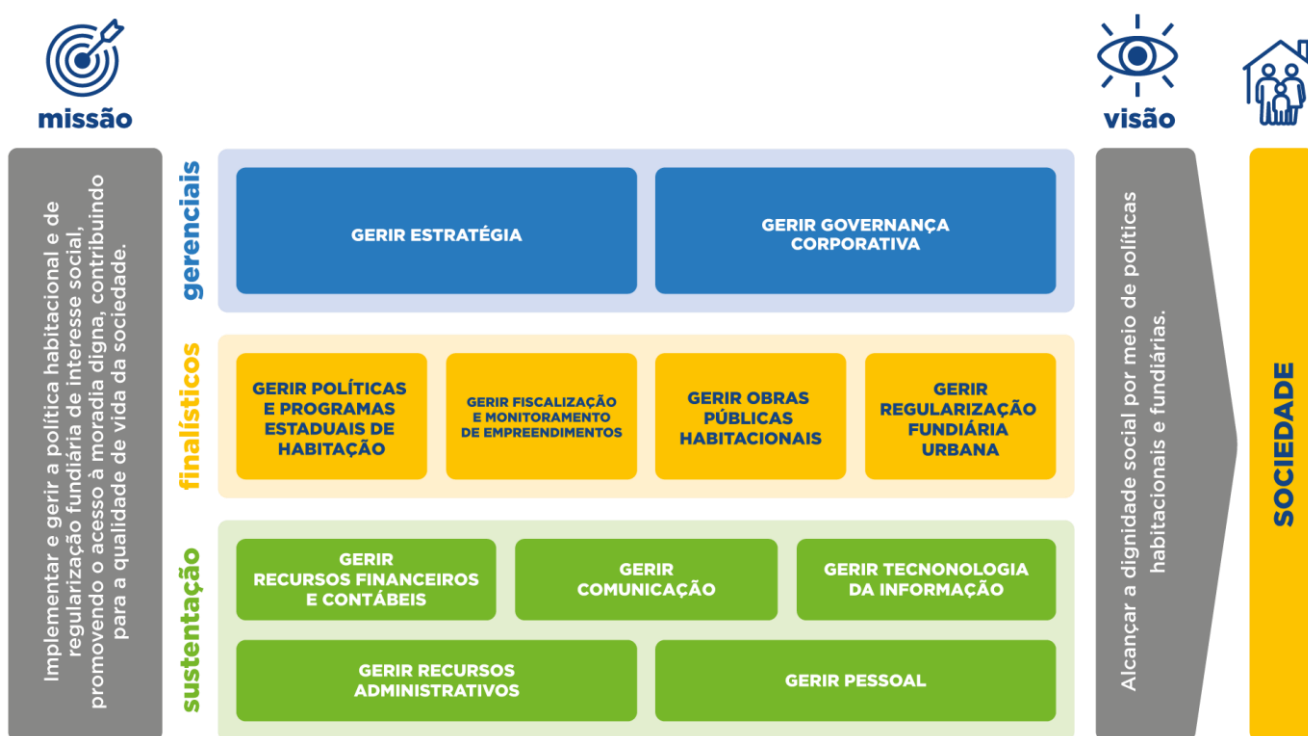 missão
visão
Implementar e gerir a política habitacional e de
regularização fundiária de interesse social,
promovendo o acesso à moradia digna, contribuindo
para a qualidade de vida da sociedade.
gerenciais
GERIR ESTRATÉGIA
GERIR GOVERNANÇA
CORPORATIVA
finalísticos
GERIR POLÍTICAS
E PROGRAMAS
ESTADUAIS DE
HABITAÇÃO
GERIR FISCALIZAÇÃO
E MONITORAMENTO
DE EMPREENDIMENTOS
GERIR OBRAS
PÚBLICAS
HABITACIONAIS
GERIR
REGULARIZAÇÃO
FUNDIÁRIA
URBANA
sustentação
GERIR
RECURSOS FINANCEIROS
E CONTÁBEIS
GERIR
COMUNICAÇÃO
GERIR TECNONOLOGIA
DA INFORMAÇÃO
GERIR RECURSOS
ADMINISTRATIVOS
GERIR PESSOAL
Alcançar a dignidade social por meio de políticas
habitacionais e fundiárias.
SOCIEDADE